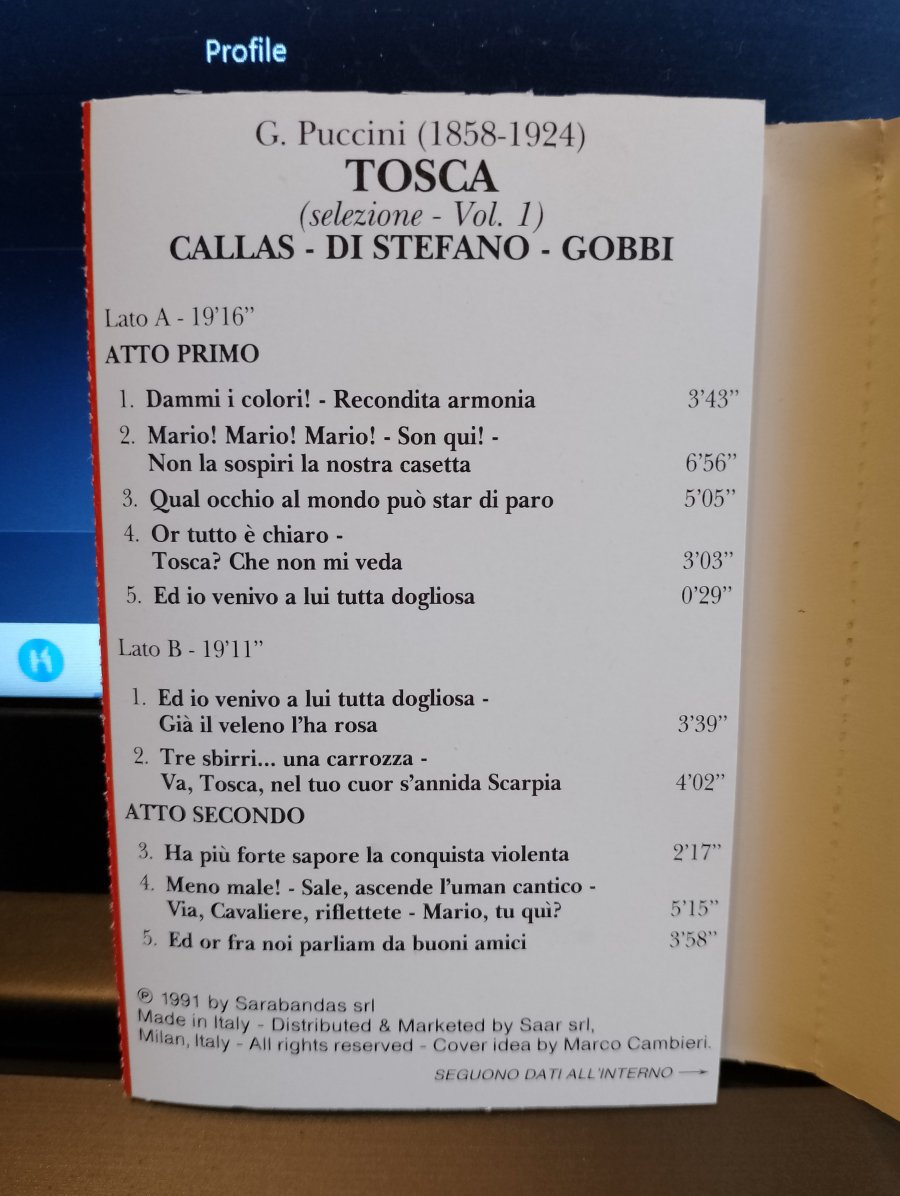 Profile
G. Puccini (1858-1924)
TOSCA
(selezione - Vol. 1)
CALLAS - DI STEFANO - GOBBI
Lato A - 19'16”
ATTO PRIMO
1. Dammi i colori! - Recondita armonia 3'43”
2. Mario! Mario! Mario! - Son qui! -
Non la sospiri la nostra casetta 6'56”
3. Qual occhio al mondo può star di paro 5'05”
4. Or tutto è chiaro -
Tosca? Che non mi veda 3'03”
5. Ed io venivo a lui tutta dogliosa 0'29”
Lato B - 19'11”
1. Ed io venivo a lui tutta dogliosa -
Già il veleno l'ha rosa 3'39”
2. Tre sbirri... una carrozza -
Va, Tosca, nel tuo cuor s'annida Scarpia 4'02”
ATTO SECONDO
3. Ha più forte sapore la conquista violenta 2'17”
4. Meno male! - Sale, ascende l'uman cantico -
Via, Cavaliere, riflettete - Mario, tu quì? 5'15”
5. Ed or fra noi parliam da buoni amici 3'58”
℗ 1991 by Sarabandas srl
Made in Italy - Distributed & Marketed by Saar srl,
Milan, Italy - All rights reserved - Cover idea by Marco Cambieri.
SEGUONO DATI ALL'INTERNO →